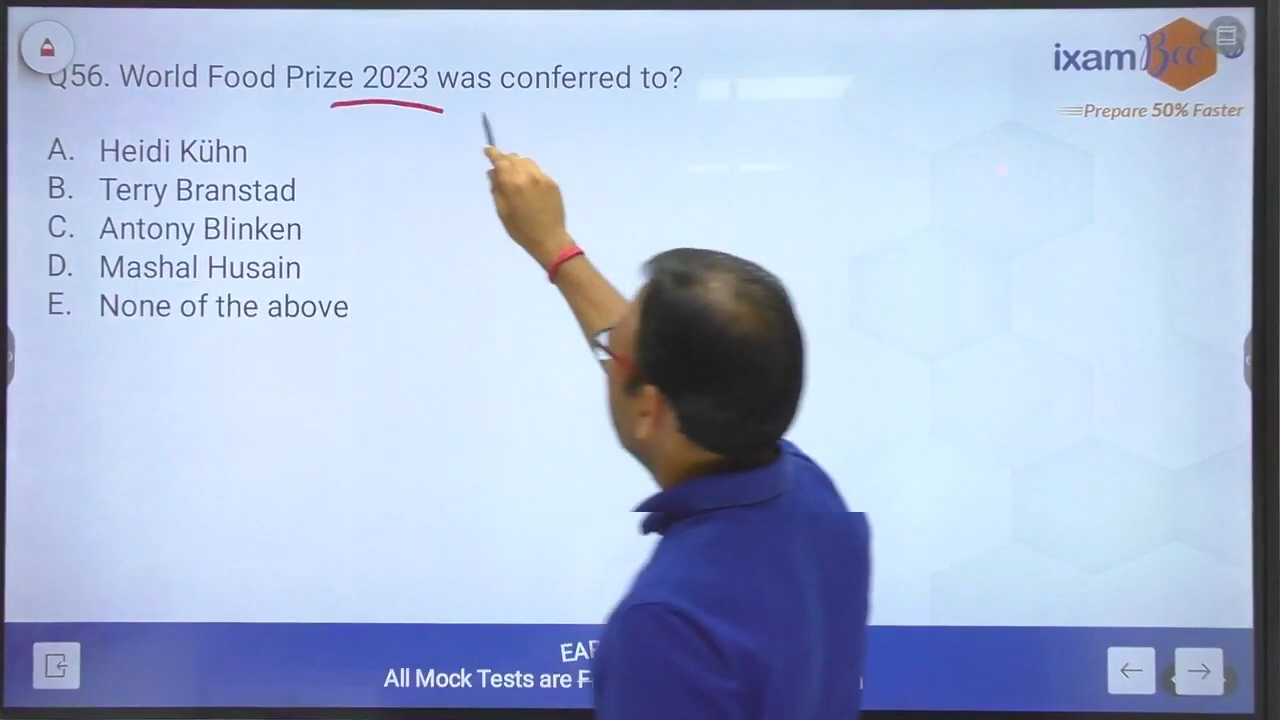 ixamBee
Prepare 50% Faster
Q56. World Food Prize 2023 was conferred to?
A. Heidi Kühn
B. Terry Branstad
C. Antony Blinken
D. Mashal Husain
E. None of the above
All Mock Tests are